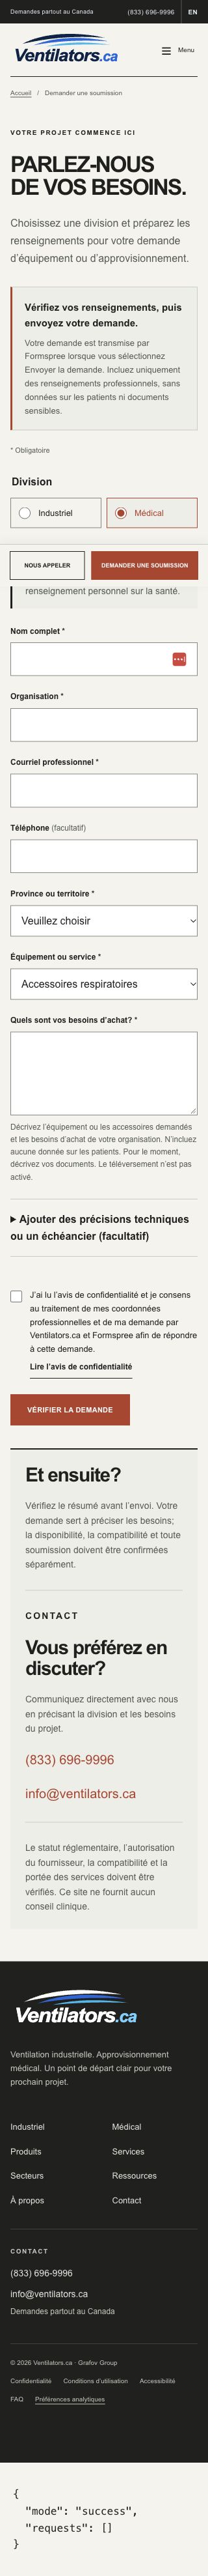 Demandes partout au Canada
(833) 696-9996
EN
Ventilators.ca
Menu
Accueil / Demander une soumission
VOTRE PROJET COMMENCE ICI
PARLEZ-NOUS
DE VOS BESOINS.
Choisissez une division et préparez les
renseignements pour votre demande
d’équipement ou d’approvisionnement.
Vérifiez vos renseignements, puis
envoyez votre demande.
Votre demande est transmise par
Formspree lorsque vous sélectionnez
Envoyer la demande. Incluez uniquement
des renseignements professionnels, sans
données sur les patients ni documents
sensibles.
* Obligatoire
Division
Industriel
Médical
NOUS APPELER
DEMANDER UNE SOUMISSION
renseignement personnel sur la santé.
Nom complet *
Organisation *
Courriel professionnel *
Téléphone (facultatif)
Province ou territoire *
Veuillez choisir
Équipement ou service *
Accessoires respiratoires
Quels sont vos besoins d’achat? *
Décrivez l’équipement ou les accessoires demandés
et les besoins d’achat de votre organisation. N’incluez
aucune donnée sur les patients. Pour le moment,
décrivez vos documents. Le téléversement n’est pas
activé.
Ajouter des précisions techniques
ou un échéancier (facultatif)
J’ai lu l’avis de confidentialité et je consens
au traitement de mes coordonnées
professionnelles et de ma demande par
Ventilators.ca et Formspree afin de répondre
à cette demande.
Lire l’avis de confidentialité
VÉRIFIER LA DEMANDE
Et ensuite?
Vérifiez le résumé avant l’envoi. Votre
demande sert à préciser les besoins;
la disponibilité, la compatibilité et toute
soumission doivent être confirmées
séparément.
CONTACT
Vous préférez en
discuter?
Communiquez directement avec nous
en précisant la division et les besoins
du projet.
(833) 696-9996
info@ventilators.ca
Le statut réglementaire, l’autorisation
du fournisseur, la compatibilité et la
portée des services doivent être
vérifiés. Ce site ne fournit aucun
conseil clinique.
Ventilators.ca
Ventilation industrielle. Approvisionnement
médical. Un point de départ clair pour votre
prochain projet.
Industriel
Médical
Produits
Services
Secteurs
Ressources
À propos
Contact
CONTACT
(833) 696-9996
info@ventilators.ca
Demandes partout au Canada
© 2026 Ventilators.ca · Grafov Group
Confidentialité
Conditions d’utilisation
Accessibilité
FAQ
Préférences analytiques
{
"mode": "success",
"requests": []
}